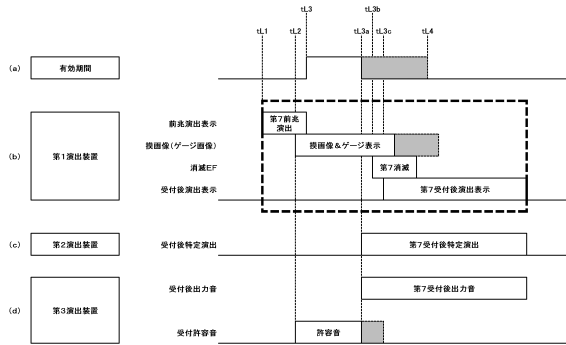 tL3 tL3b
tL1 tL2 tL3a tL3c tL4
(a) 有効期間
前兆演出表示 第7前兆
演出
(b) 第1演出装置 摸画像(ゲージ画像) 摸画像&ゲージ表示
消滅EF 第7消滅
受付後演出表示 第7受付後演出表示
(c) 第2演出装置 受付後特定演出 第7受付後特定演出
受付後出力音 第7受付後出力音
(d) 第3演出装置
受付許容音 許容音